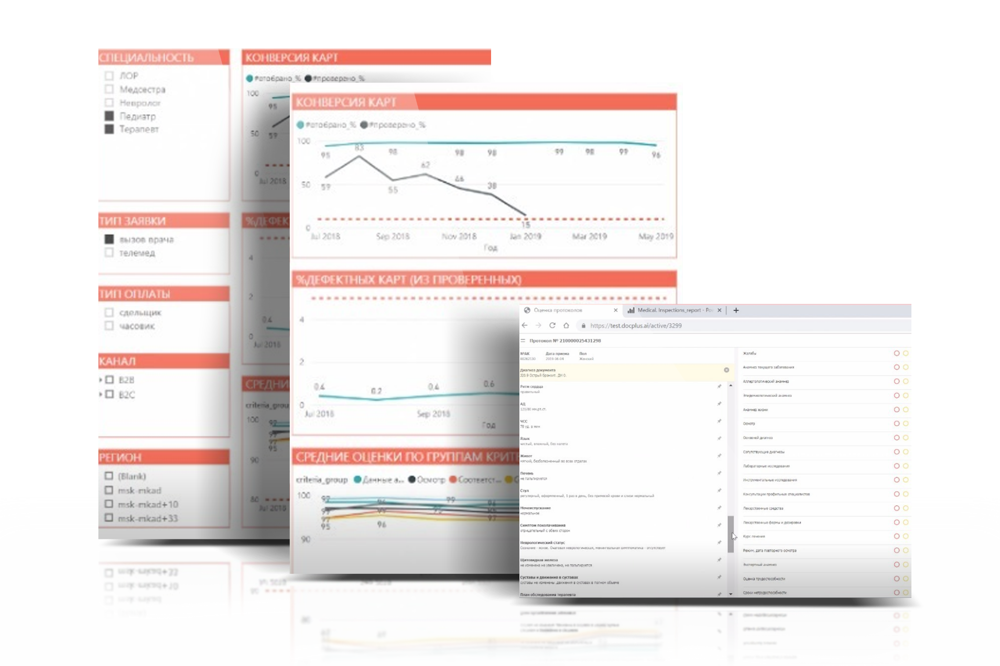 СПЕЦИАЛЬНОСТЬ
ЛОР
Медсестра
Невролог
Педиатр
Терапевт
ТИП ЗАЯВКИ
вызов врача
телемед
ТИП ОПЛАТЫ
сдельщик
часовик
КАНАЛ
B2B
B2C
РЕГИОН
(Blank)
msk-mkad
msk-mkad+10
msk-mkad+33
КОНВЕРСИЯ КАРТ
#отобрано_% #проверено_%
100
95
50 59
0
Jul 2018
%ДЕФЕК
4
2
0.4
0
Jul 2018
СРЕДНИ
criteria_grou
100
97
95
90
80
Jul 2018
КОНВЕРСИЯ КАРТ
#отобрано_% #проверено_%
100
95 83 98 98 98 99 98 99 96
62
50 59 55 46 38
0 15
Jul 2018 Sep 2018 Nov 2018 Jan 2019 Mar 2019 May 2019
Год
%ДЕФЕКТНЫХ КАРТ (ИЗ ПРОВЕРЕННЫХ)
4
2
0.4 0.2 0.4 0.6
0
Jul 2018 Sep 2018
Год
СРЕДНИЕ ОЦЕНКИ ПО ГРУППАМ КРИТЕ
criteria_group Данные а... Осмотр Соответст...
100
97 99
97
95 96
90
Оценка протоколов Medical. Inspections_report - Po
https://test.docplus.ai/active/3299
Протокол № 210000025431298
№АК Дата приема Пол
2019-06-04 Женский
Диагноз документа
J20.9 Острый бронхит. ДН 0.
Ритм сердца
правильный
АД
120/80 мм.рт.ст.
ЧСС
78 уд. в мин
Язык
чистый, влажный, без налета
Живот
мягкий, безболезненный во всех отделах
Печень
не пальпируется
Стул
регулярный, оформленный, 1 раз в день, без примесей крови и слизи нормальный
Мочеиспускание
нормальное
Симптом поколачивания
отрицательный с обеих сторон
Неврологический статус
Сознание - ясное. Очаговая неврологическая, менингеальная симптоматика - отсутствует
Щитовидная железа
не изменена не увеличена, не пальпируется
Суставы и движения в суставах
суставы не изменены движения в суставах в полном объеме
План обследования терапевта
Жалобы
Анамнез текущего заболевания
Аллергологический анамнез
Эпидемиологический анамнез
Анамнез жизни
Осмотр
Основной диагноз
Сопутствующие диагнозы
Лабораторные исследования
Инструментальные исследования
Консультации профильных специалистов
Лекарственные средства
Лекарственные формы и дозировки
Курс лечения
Режим, дата повторного осмотра
Экспертный анамнез
Оценка трудоспособности
Сроки нетрудоспособности